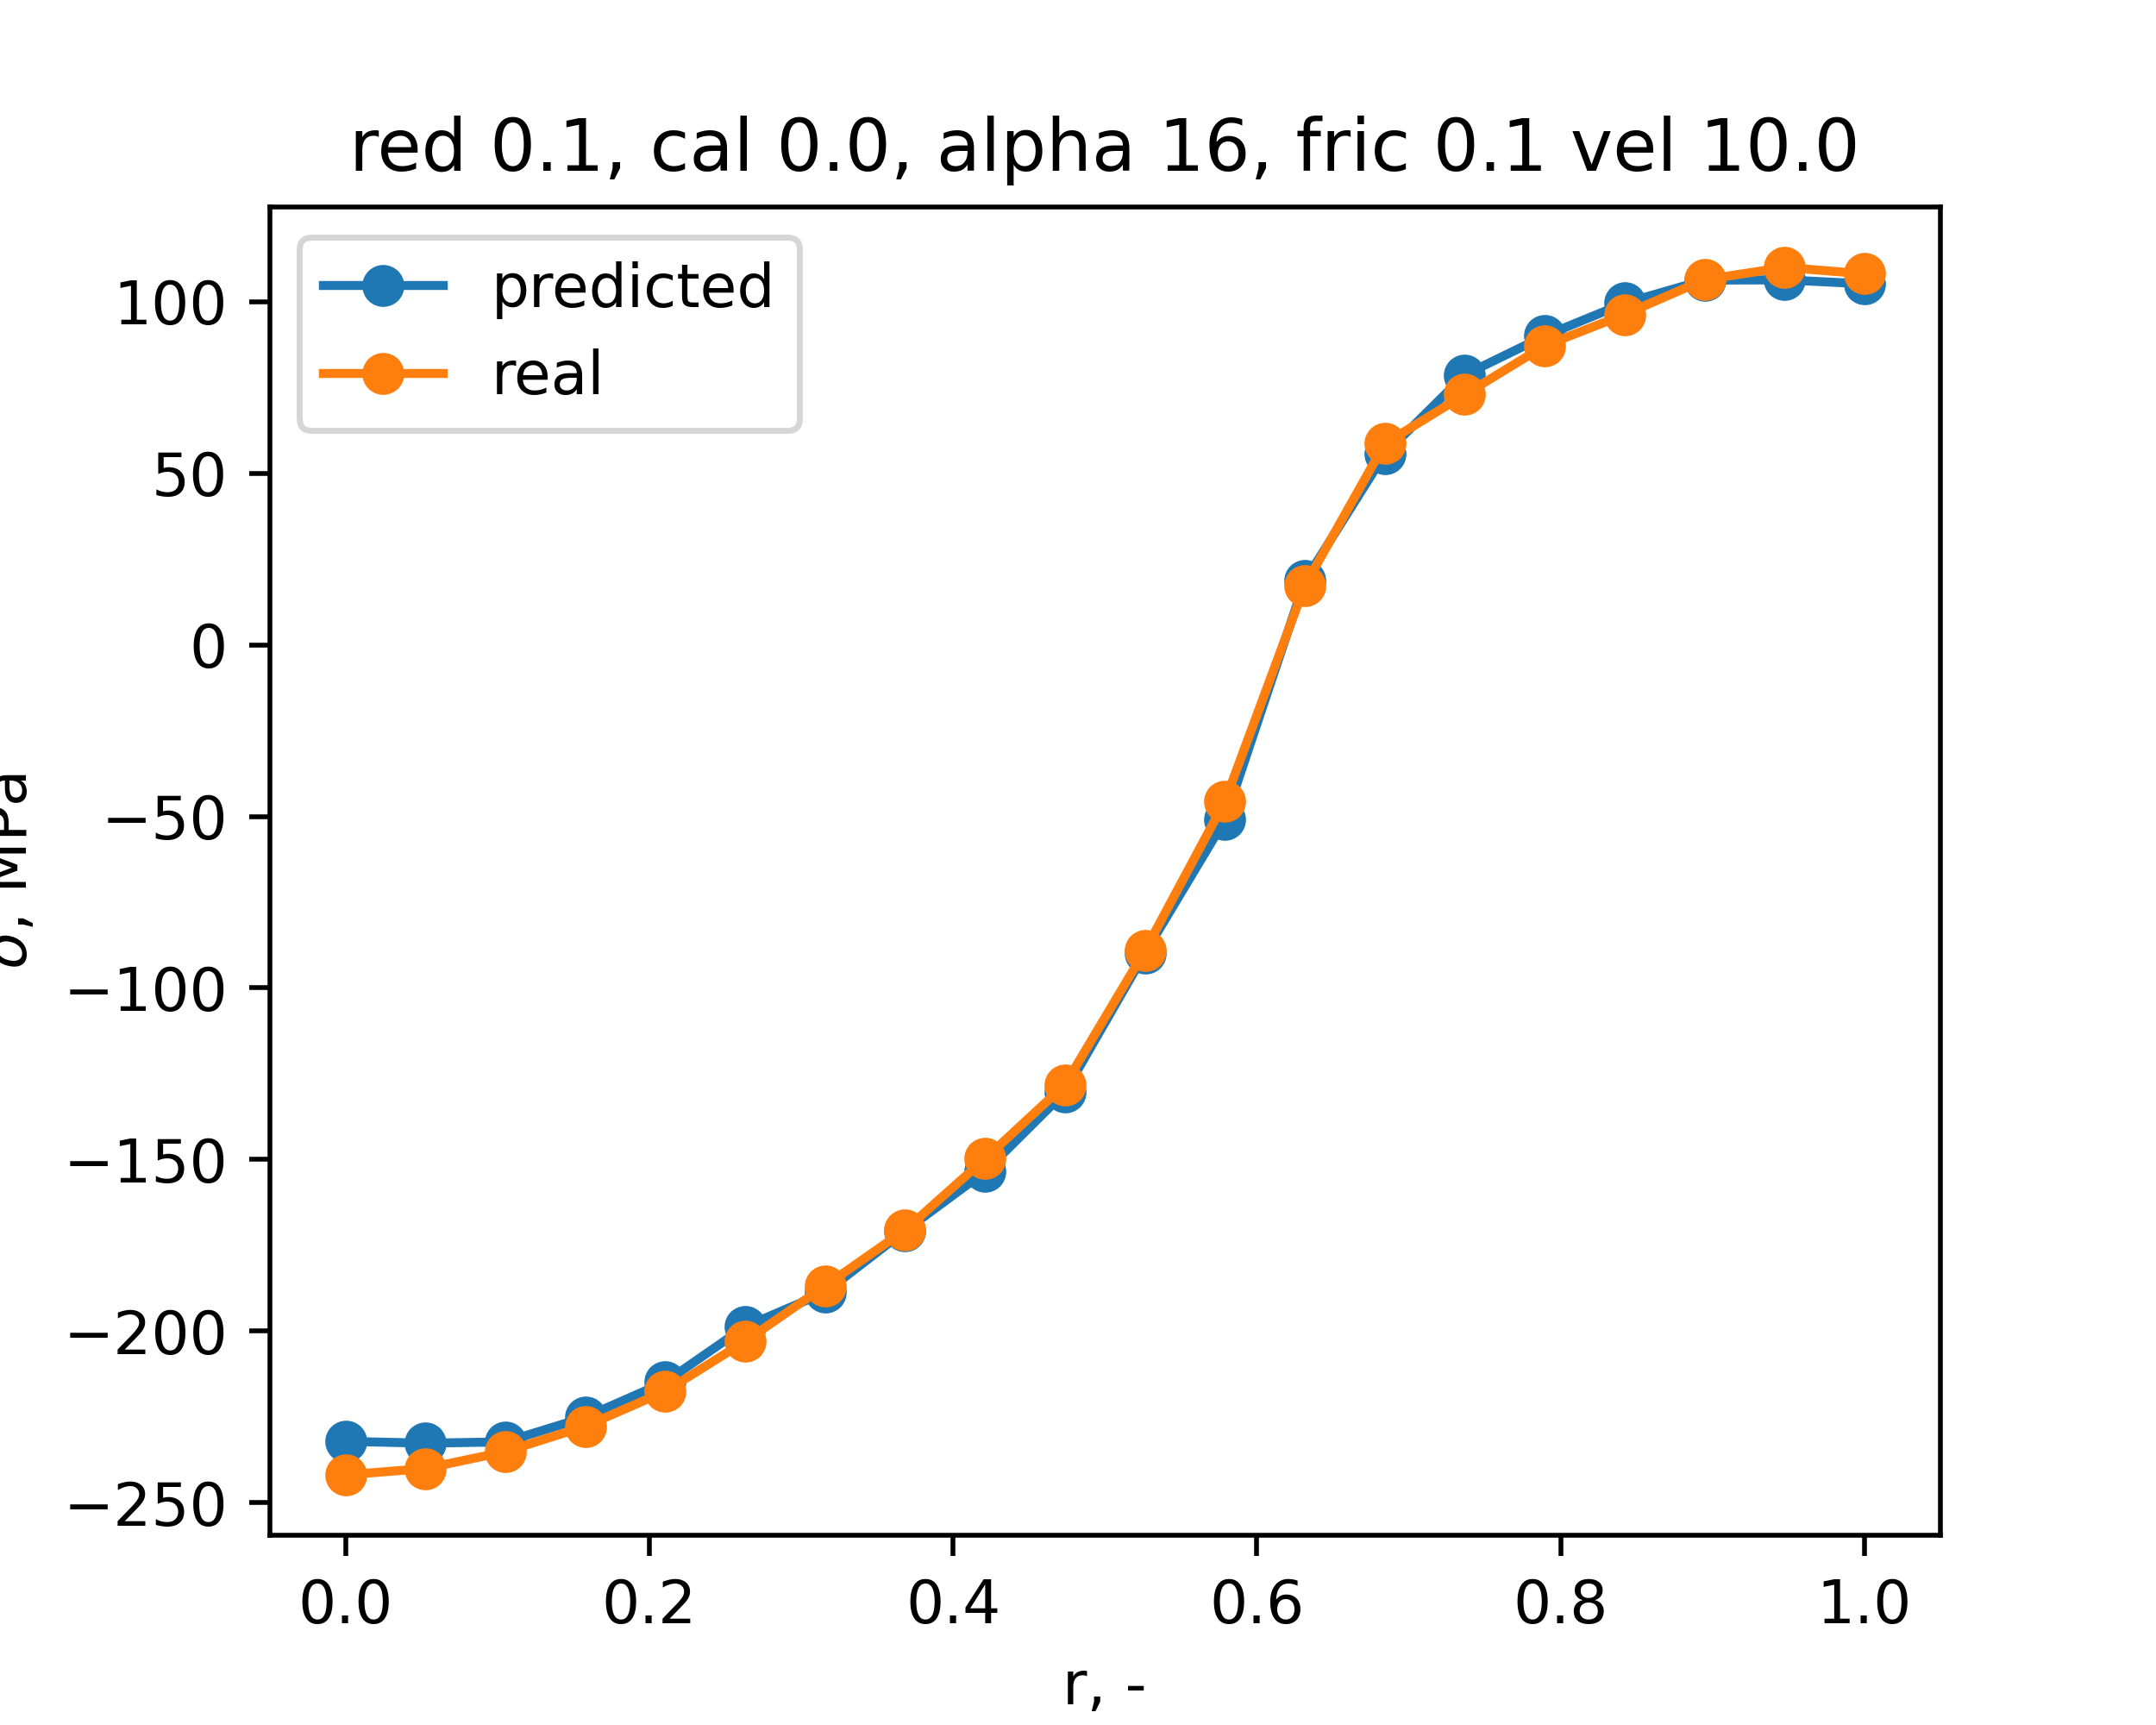 red 0.1, cal 0.0, alpha 16, fric 0.1 vel 10.0
predicted
real
100
50
0
−50
−100
−150
−200
−250
, MPa
0.0 0.2 0.4 0.6 0.8 1.0
r, -